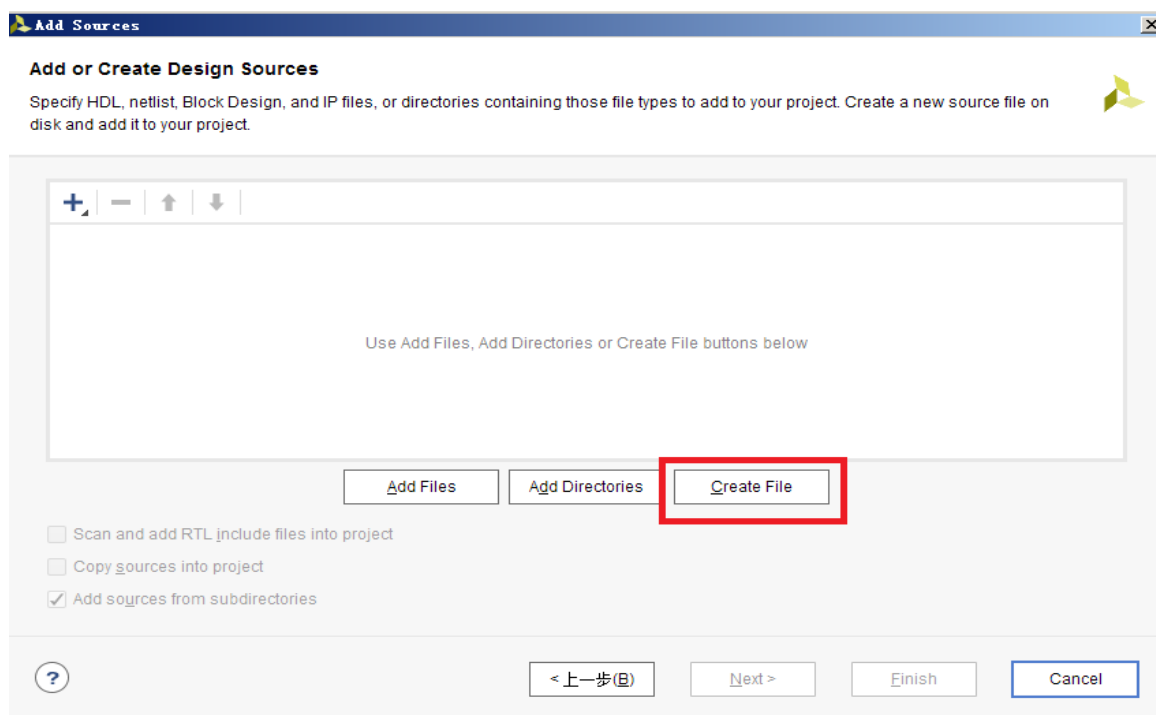 Add Sources
Add or Create Design Sources
Specify HDL, netlist, Block Design, and IP files, or directories containing those file types to add to your project. Create a new source file on
disk and add it to your project.
Use Add Files, Add Directories or Create File buttons below
Add Files
Add Directories
Create File
Scan and add RTL include files into project
Copy sources into project
Add sources from subdirectories
?
<上一步(B)
Next >
Finish
Cancel